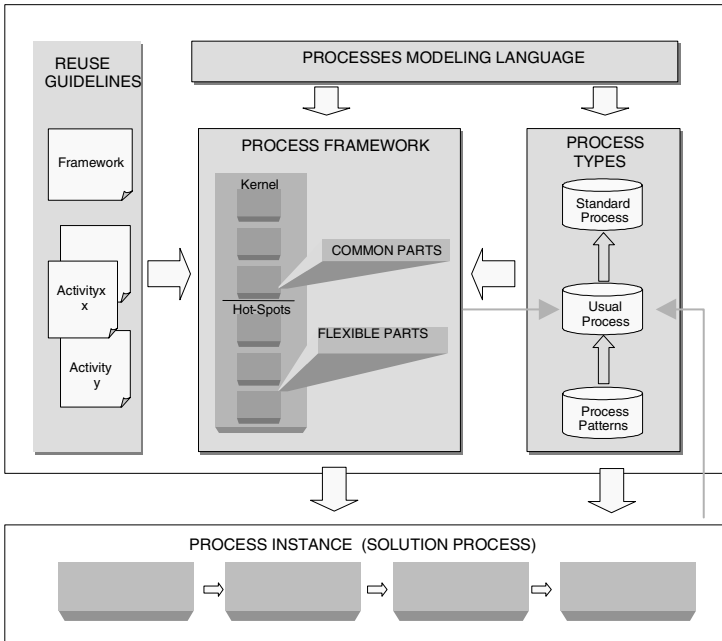 REUSE
GUIDELINES
Framework
Activityx
x
Activity
y
PROCESSES MODELING LANGUAGE
PROCESS FRAMEWORK
Kernel
COMMON PARTS
Hot-Spots
FLEXIBLE PARTS
PROCESS
TYPES
Standard
Process
Usual
Process
Process
Patterns
PROCESS INSTANCE (SOLUTION PROCESS)